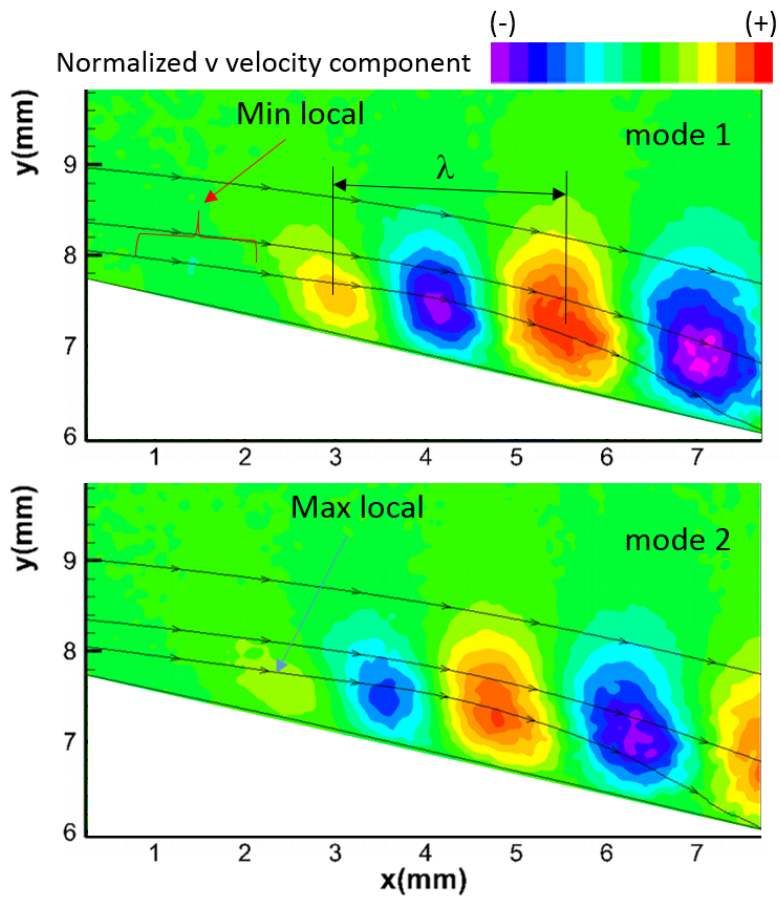 (-) (+)
Normalized v velocity component
Min local
mode 1
λ
y(mm)
9
8
7
6
1 2 3 4 5 6 7
Max local
mode 2
y(mm)
9
8
7
6
1 2 3 4 5 6 7
x(mm)